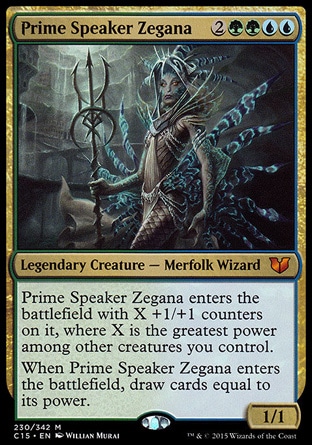 Prime Speaker Zegana 2
Legendary Creature — Merfolk Wizard
Prime Speaker Zegana enters the
battlefield with X +1/+1 counters
on it, where X is the greatest power
among other creatures you control.
When Prime Speaker Zegana enters
the battlefield, draw cards equal to
its power.
1/1
230/342 M
C15 • EN Willian Murai
™ & © 2015 Wizards of the Coast